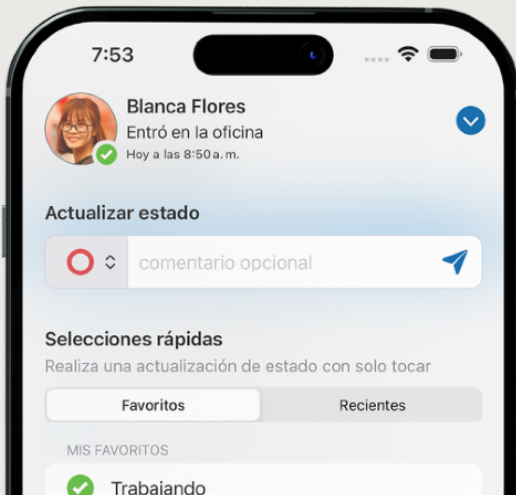 7:53
Blanca Flores
Entró en la oficina
Hoy a las 8:50 a. m.
Actualizar estado
comentario opcional
Selecciones rápidas
Realiza una actualización de estado con solo tocar
Favoritos
Recientes
MIS FAVORITOS
Trabajando